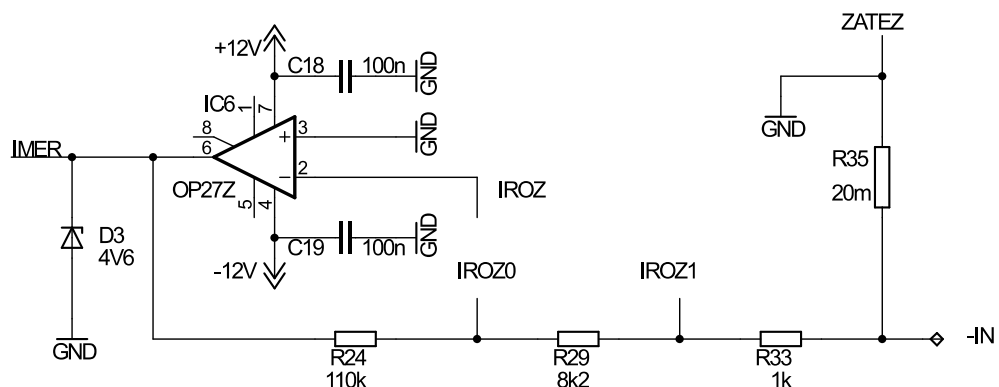 ZATEZ
+12V
C18
100n
GND
GND
IC6
1
7
8
3
GND
IMER
6
+
2
R35
20m
OP27Z
−
IROZ
5
4
D3
4V6
C19
100n
GND
-12V
IROZ0
IROZ1
-IN
GND
R24
110k
R29
8k2
R33
1k